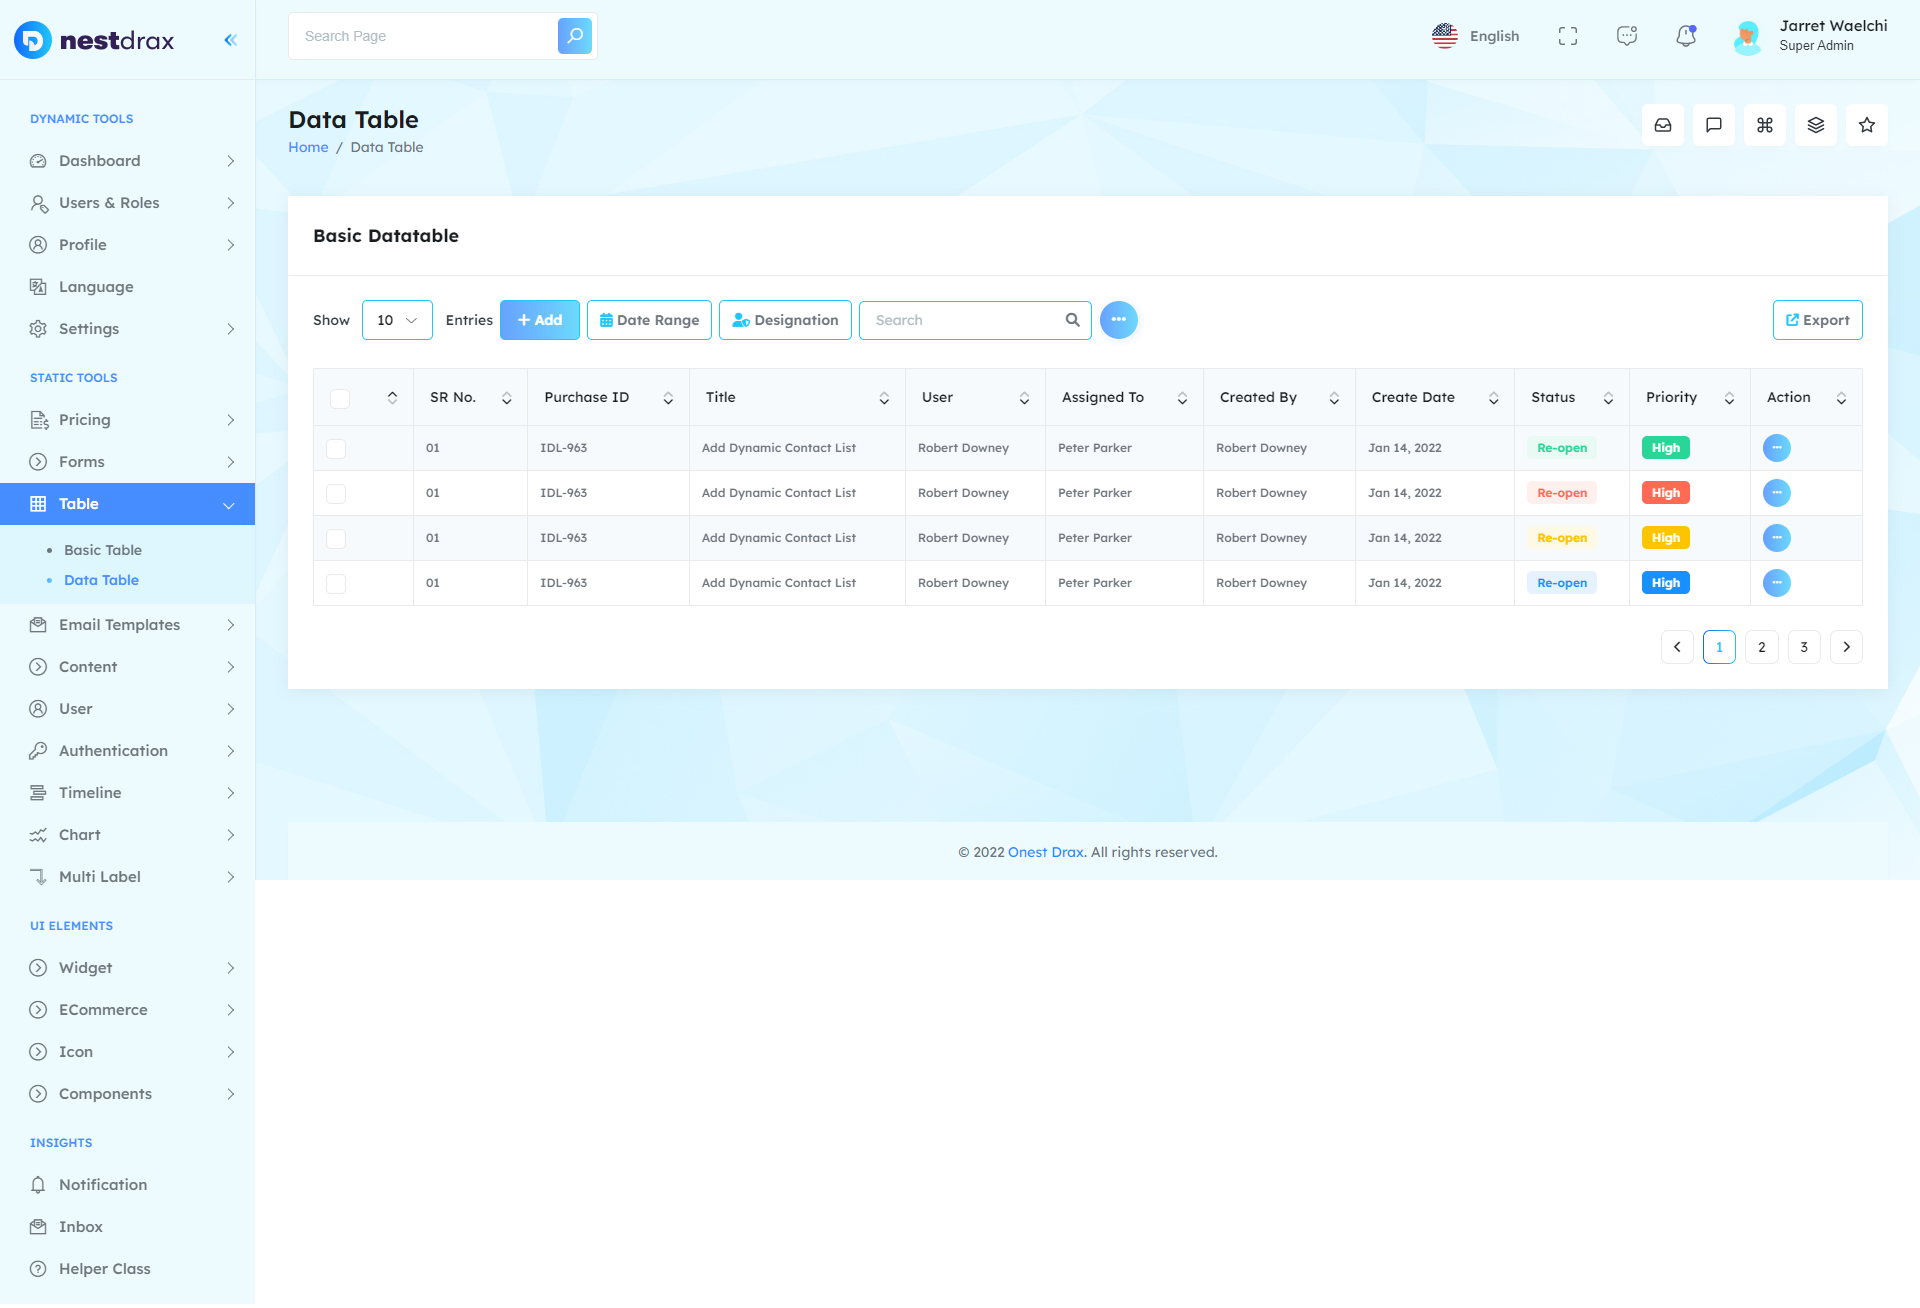 nestdrax
Search Page
English
Jarret Waelchi
Super Admin
DYNAMIC TOOLS
Dashboard
Users & Roles
Profile
Language
Settings
STATIC TOOLS
Pricing
Forms
Table
Basic Table
Data Table
Email Templates
Content
User
Authentication
Timeline
Chart
Multi Label
UI ELEMENTS
Widget
ECommerce
Icon
Components
INSIGHTS
Notification
Inbox
Helper Class
Data Table
Home / Data Table
Basic Datatable
Show 10 Entries + Add Date Range Designation Search Export
SR No. Purchase ID Title User Assigned To Created By Create Date Status Priority Action
01 IDL-963 Add Dynamic Contact List Robert Downey Peter Parker Robert Downey Jan 14, 2022 Re-open High
01 IDL-963 Add Dynamic Contact List Robert Downey Peter Parker Robert Downey Jan 14, 2022 Re-open High
01 IDL-963 Add Dynamic Contact List Robert Downey Peter Parker Robert Downey Jan 14, 2022 Re-open High
01 IDL-963 Add Dynamic Contact List Robert Downey Peter Parker Robert Downey Jan 14, 2022 Re-open High
1 2 3
© 2022 Onest Drax. All rights reserved.